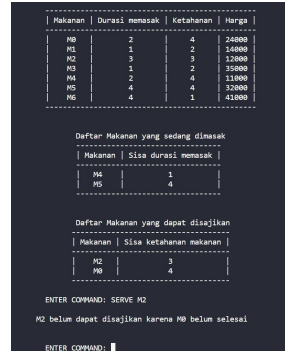 | Makanan | Durasi memasak | Ketahanan | Harga |
| M0 | 2 | 4 | 24000 |
| M1 | 1 | 2 | 14000 |
| M2 | 3 | 3 | 12000 |
| M3 | 1 | 2 | 35000 |
| M4 | 2 | 4 | 11000 |
| M5 | 4 | 4 | 32000 |
| M6 | 4 | 1 | 41000 |
Daftar Makanan yang sedang dimasak
| Makanan | Sisa durasi memasak |
| M4 | 1 |
| M5 | 4 |
Daftar Makanan yang dapat disajikan
| Makanan | Sisa ketahanan makanan |
| M2 | 3 |
| M0 | 4 |
ENTER COMMAND: SERVE M2
M2 belum dapat disajikan karena M0 belum selesai
ENTER COMMAND: